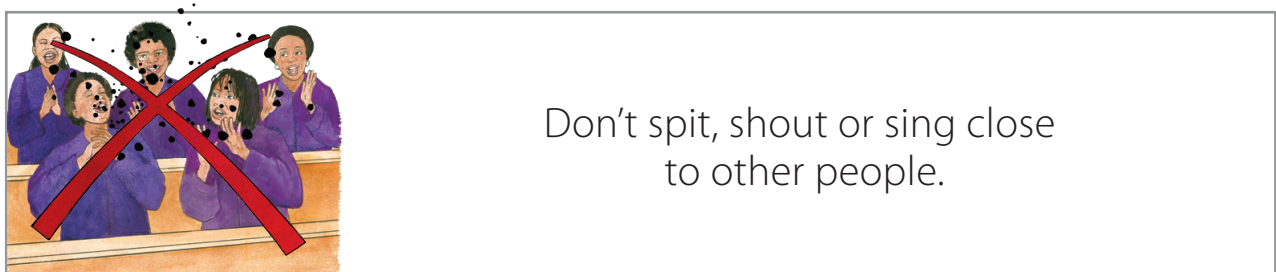 Don’t spit, shout or sing close
to other people.